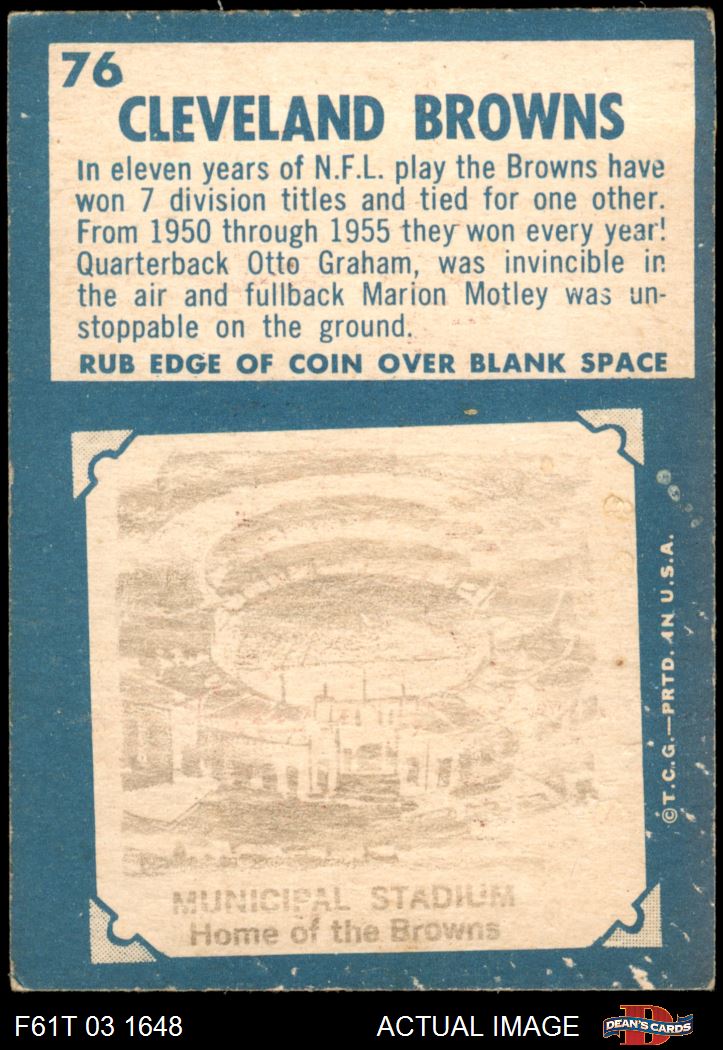 76
CLEVELAND BROWNS
In eleven years of N.F.L. play the Browns have
won 7 division titles and tied for one other.
From 1950 through 1955 they won every year!
Quarterback Otto Graham, was invincible in
the air and fullback Marion Motley was un-
stoppable on the ground.
RUB EDGE OF COIN OVER BLANK SPACE
MUNICIPAL STADIUM
Home of the Browns
©T.C.G.—PRTD. IN U.S.A.
F61T 03 1648
ACTUAL IMAGE
D
DEAN'S CARDS